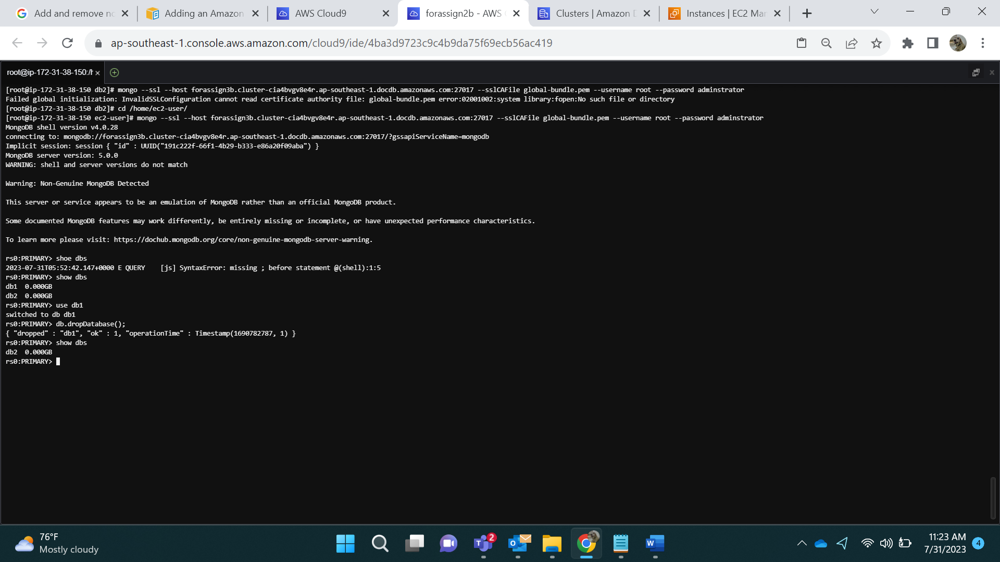 Add and remove no
Adding an Amazon
AWS Cloud9
forassign2b - AWS
Clusters | Amazon
Instances | EC2 Mar
ap-southeast-1.console.aws.amazon.com/cloud9/ide/4ba3d9723c9c4b9da75f69ecb56ac419
root@ip-172-31-38-150:/h
[root@ip-172-31-38-150 db2]# mongo --ssl --host forassign3b.cluster-cia4bvgv8e4r.ap-southeast-1.docdb.amazonaws.com:27017 --sslCAFile global-bundle.pem --username root --password adminstrator
Failed global initialization: InvalidSSLConfiguration cannot read certificate authority file: global-bundle.pem error:02001002:system library:fopen:No such file or directory
[root@ip-172-31-38-150 db2]# cd /home/ec2-user/
[root@ip-172-31-38-150 ec2-user]# mongo --ssl --host forassign3b.cluster-cia4bvgv8e4r.ap-southeast-1.docdb.amazonaws.com:27017 --sslCAFile global-bundle.pem --username root --password adminstrator
MongoDB shell version v4.0.28
connecting to: mongodb://forassign3b.cluster-cia4bvgv8e4r.ap-southeast-1.docdb.amazonaws.com:27017/?gssapiServiceName=mongodb
Implicit session: session { "id" : UUID("191c222f-66f1-4b29-b333-e86a20f09aba") }
MongoDB server version: 5.0.0
WARNING: shell and server versions do not match
Warning: Non-Genuine MongoDB Detected
This server or service appears to be an emulation of MongoDB rather than an official MongoDB product.
Some documented MongoDB features may work differently, be entirely missing or incomplete, or have unexpected performance characteristics.
To learn more please visit: https://dochub.mongodb.org/core/non-genuine-mongodb-server-warning.
rs0:PRIMARY> shoe dbs
2023-07-31T05:52:42.147+0000 E QUERY    [js] SyntaxError: missing ; before statement @(shell):1:5
rs0:PRIMARY> show dbs
db1  0.000GB
db2  0.000GB
rs0:PRIMARY> use db1
switched to db db1
rs0:PRIMARY> db.dropDatabase();
{ "dropped" : "db1", "ok" : 1, "operationTime" : Timestamp(1690782787, 1) }
rs0:PRIMARY> show dbs
db2  0.000GB
rs0:PRIMARY>
76°F
Mostly cloudy
2
11:23 AM
7/31/2023
4